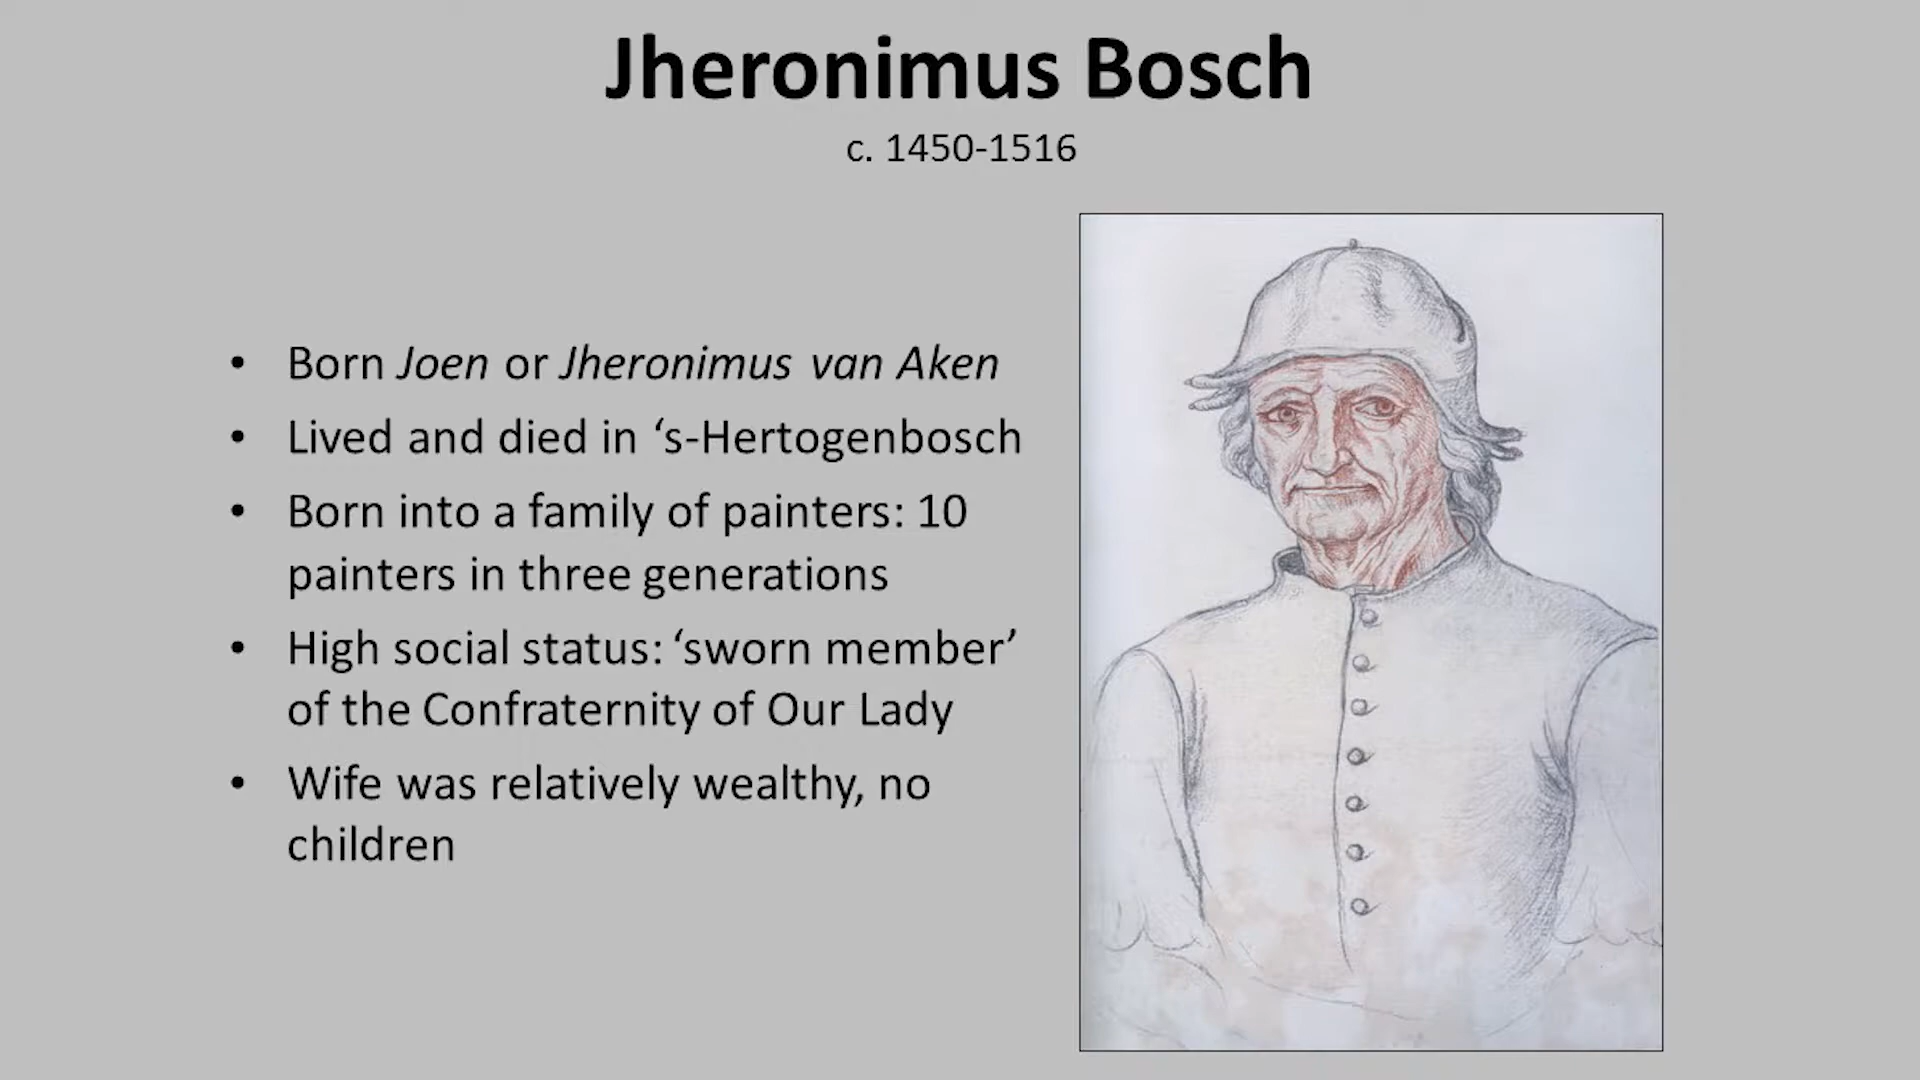 Jheronimus Bosch
c. 1450-1516
• Born Joen or Jheronimus van Aken
• Lived and died in ‘s-Hertogenbosch
• Born into a family of painters: 10
painters in three generations
• High social status: ‘sworn member’
of the Confraternity of Our Lady
• Wife was relatively wealthy, no
children